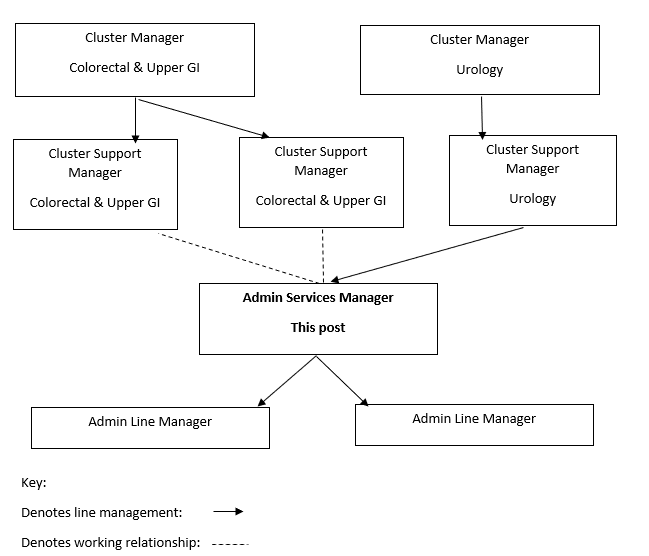 Cluster Manager
Colorectal & Upper GI
Cluster Manager
Urology
Cluster Support
Manager
Colorectal & Upper GI
Cluster Support
Manager
Colorectal & Upper GI
Cluster Support
Manager
Urology
Admin Services Manager
This post
Admin Line Manager
Admin Line Manager
Key:
Denotes line management:
Denotes working relationship: